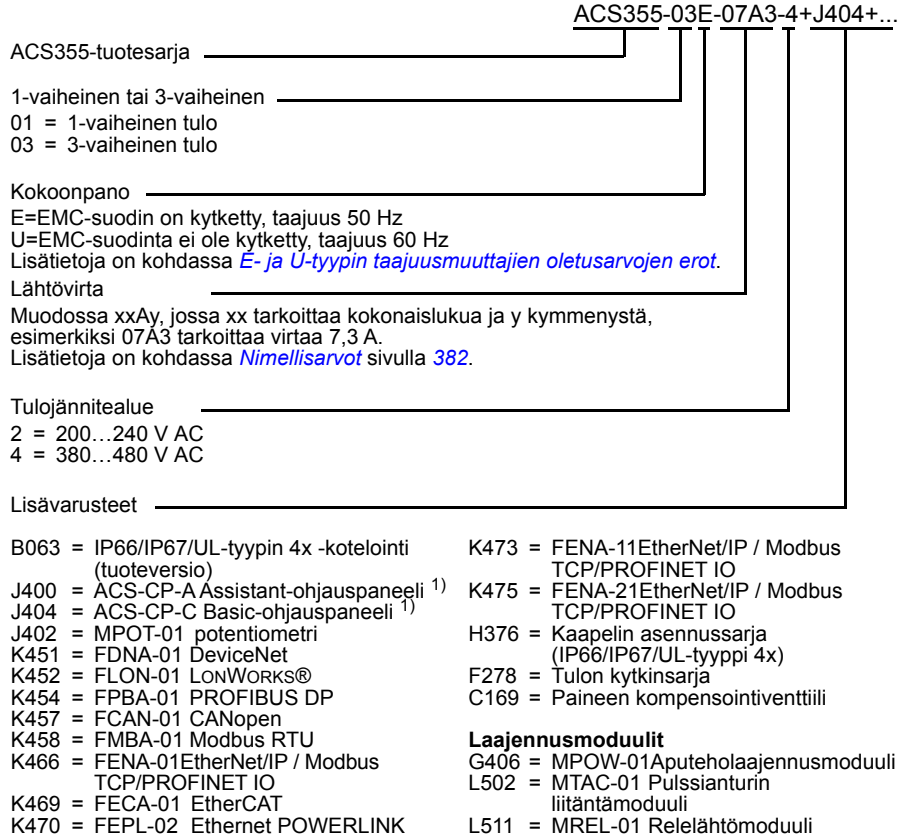 ACS355-03E-07A3-4+J404+...
ACS355-tuotesarja
1-vaiheinen tai 3-vaiheinen
01 = 1-vaiheinen tulo
03 = 3-vaiheinen tulo
Kokoonpano
E=EMC-suodin on kytketty, taajuus 50 Hz
U=EMC-suodinta ei ole kytketty, taajuus 60 Hz
Lisätietoja on kohdassa E- ja U-tyypin taajuusmuuttajien oletusarvojen erot.
Lähtövirta
Muodossa xxAy, jossa xx tarkoittaa kokonaislukua ja y kymmenystä,
esimerkiksi 07A3 tarkoittaa virtaa 7,3 A.
Lisätietoja on kohdassa Nimellisarvot sivulla 382.
Tulojännitealue
2 = 200…240 V AC
4 = 380…480 V AC
Lisävarusteet
B063 = IP66/IP67/UL-tyypin 4x -kotelointi
(tuoteversio)
J400 = ACS-CP-A Assistant-ohjauspaneeli 1)
J404 = ACS-CP-C Basic-ohjauspaneeli 1)
J402 = MPOT-01 potentiometri
K451 = FDNA-01 DeviceNet
K452 = FLON-01 LONWORKS®
K454 = FPBA-01 PROFIBUS DP
K457 = FCAN-01 CANopen
K458 = FMBA-01 Modbus RTU
K466 = FENA-01EtherNet/IP / Modbus
TCP/PROFINET IO
K469 = FECA-01 EtherCAT
K470 = FEPL-02 Ethernet POWERLINK
K473 = FENA-11EtherNet/IP / Modbus
TCP/PROFINET IO
K475 = FENA-21EtherNet/IP / Modbus
TCP/PROFINET IO
H376 = Kaapelin asennussarja
(IP66/IP67/UL-tyyppi 4x)
F278 = Tulon kytkinsarja
C169 = Paineen kompensointiventtiili
Laajennusmoduulit
G406 = MPOW-01Aputeholaajennusmoduuli
L502 = MTAC-01 Pulssianturin
liitäntämoduuli
L511 = MREL-01 Relelähtömoduuli